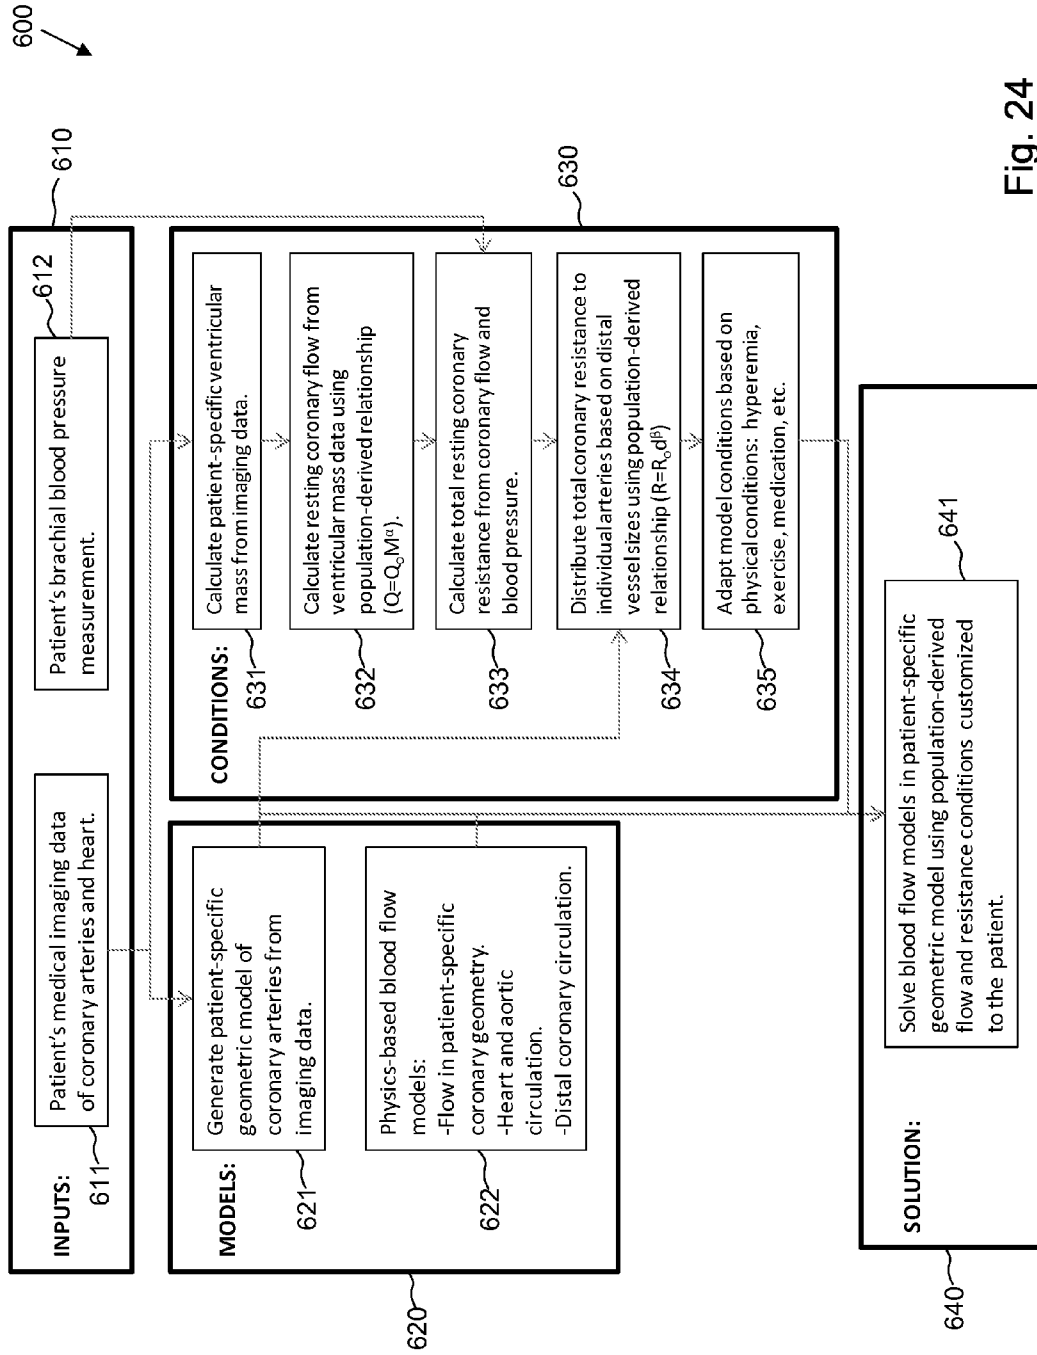 600
610
INPUTS:
Patient's medical imaging data
of coronary arteries and heart.
611
Patient's brachial blood pressure
measurement.
612
MODELS:
Generate patient-specific
geometric model of
coronary arteries from
imaging data.
621
Physics-based blood flow
models:
-Flow in patient-specific
coronary geometry.
-Heart and aortic
circulation.
-Distal coronary circulation.
622
620
CONDITIONS:
630
Calculate patient-specific ventricular
mass from imaging data.
631
Calculate resting coronary flow from
ventricular mass data using
population-derived relationship
(Q=QₒMᵅ).
632
Calculate total resting coronary
resistance from coronary flow and
blood pressure.
633
Distribute total coronary resistance to
individual arteries based on distal
vessel sizes using population-derived
relationship (R=Rₒdᵝ)
634
Adapt model conditions based on
physical conditions: hyperemia,
exercise, medication, etc.
635
SOLUTION:
640
641
Solve blood flow models in patient-specific
geometric model using population-derived
flow and resistance conditions customized
to the patient.
Fig. 24